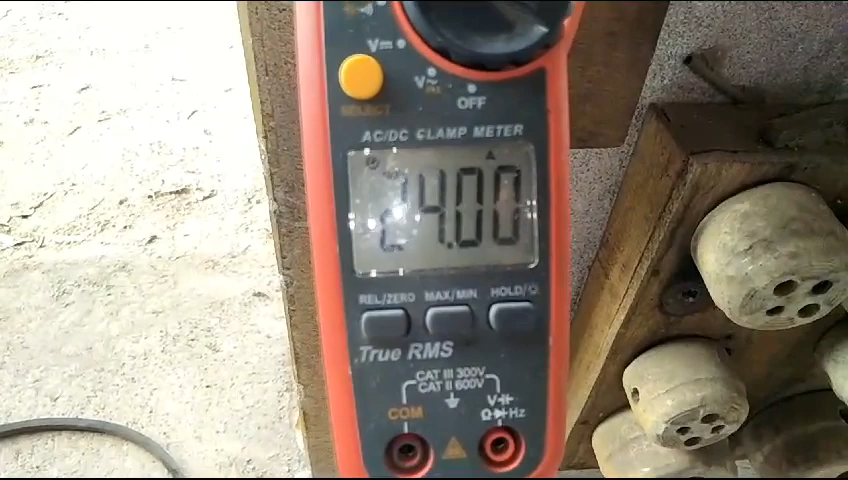 V
V~
SELECT
OFF
AC/DC CLAMP METER
A
24.00
REL/ZERO MAX/MIN HOLD
True RMS
CAT III 300V
CAT II 600V
COM
V
ΩHz